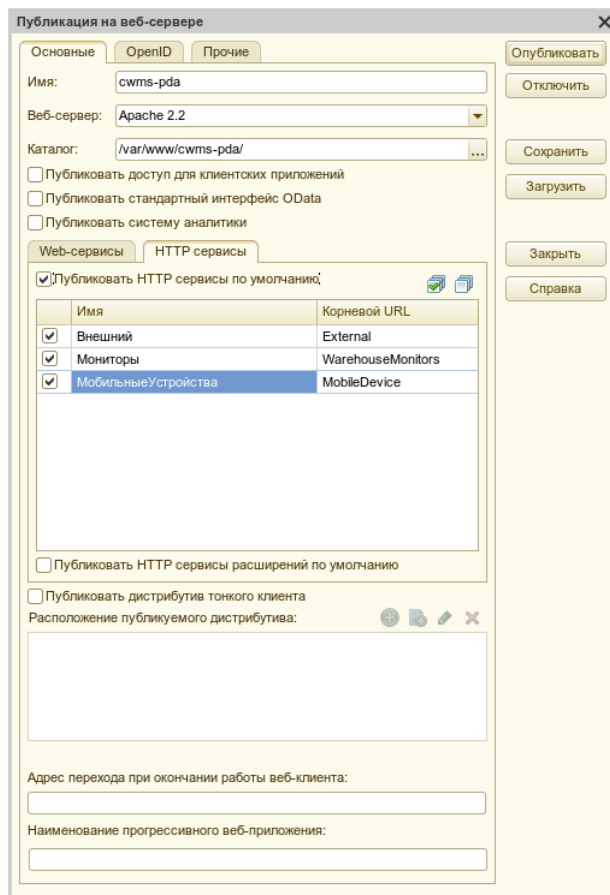 Публикация на веб-сервере
Основные OpenID Прочие
Опубликовать
Имя: cwms-pda
Отключить
Веб-сервер: Apache 2.2
Каталог: /var/www/cwms-pda/ ...
Сохранить
Публиковать доступ для клиентских приложений
Загрузить
Публиковать стандартный интерфейс OData
Публиковать систему аналитики
Web-сервисы HTTP сервисы
Закрыть
Публиковать HTTP сервисы по умолчанию
Справка
Имя Корневой URL
Внешний External
Мониторы WarehouseMonitors
МобильныеУстройства MobileDevice
Публиковать HTTP сервисы расширений по умолчанию
Публиковать дистрибутив тонкого клиента
Расположение публикуемого дистрибутива:
Адрес перехода при окончании работы веб-клиента:
Наименование прогрессивного веб-приложения: